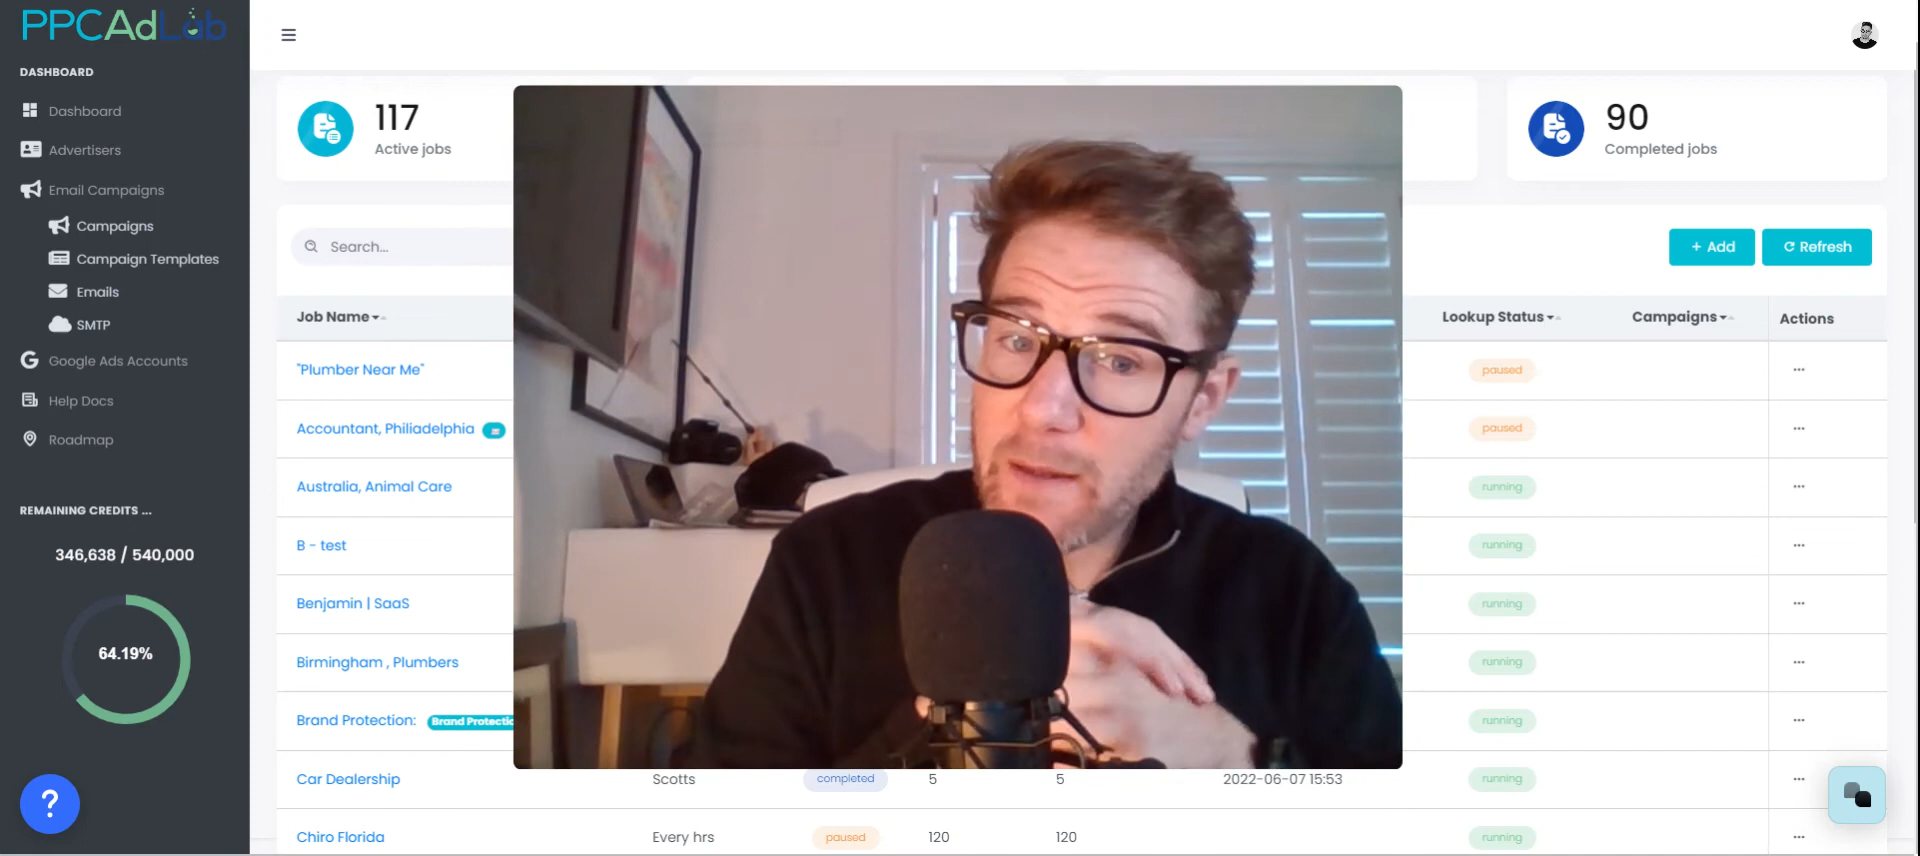 PPCAdLab
DASHBOARD
Dashboard
Advertisers
Email Campaigns
Campaigns
Campaign Templates
Emails
SMTP
Google Ads Accounts
Help Docs
Roadmap
REMAINING CREDITS ...
346,638 / 540,000
64.19%
?
117
Active jobs
90
Completed jobs
Search...
+ Add
Refresh
Job Name
Lookup Status
Campaigns
Actions
"Plumber Near Me"
paused
...
Accountant, Philiadelphia
paused
...
Australia, Animal Care
running
...
B - test
running
...
Benjamin | SaaS
running
...
Birmingham , Plumbers
running
...
Brand Protection:
running
...
Car Dealership
Scotts
completed
5
5
2022-06-07 15:53
running
...
Chiro Florida
Every hrs
paused
120
120
running
...